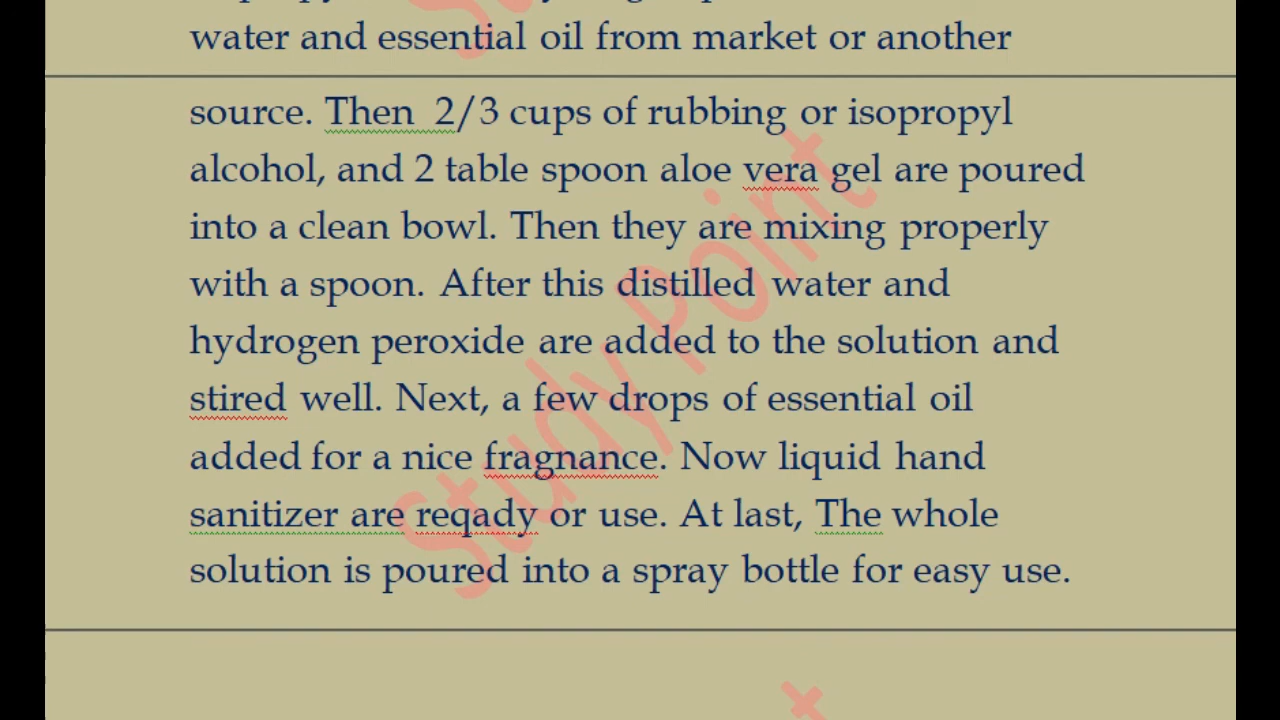 water and essential oil from market or another
source. Then 2/3 cups of rubbing or isopropyl
alcohol, and 2 table spoon aloe vera gel are poured
into a clean bowl. Then they are mixing properly
with a spoon. After this distilled water and
hydrogen peroxide are added to the solution and
stired well. Next, a few drops of essential oil
added for a nice fragnance. Now liquid hand
sanitizer are reqady or use. At last, The whole
solution is poured into a spray bottle for easy use.
Study Point